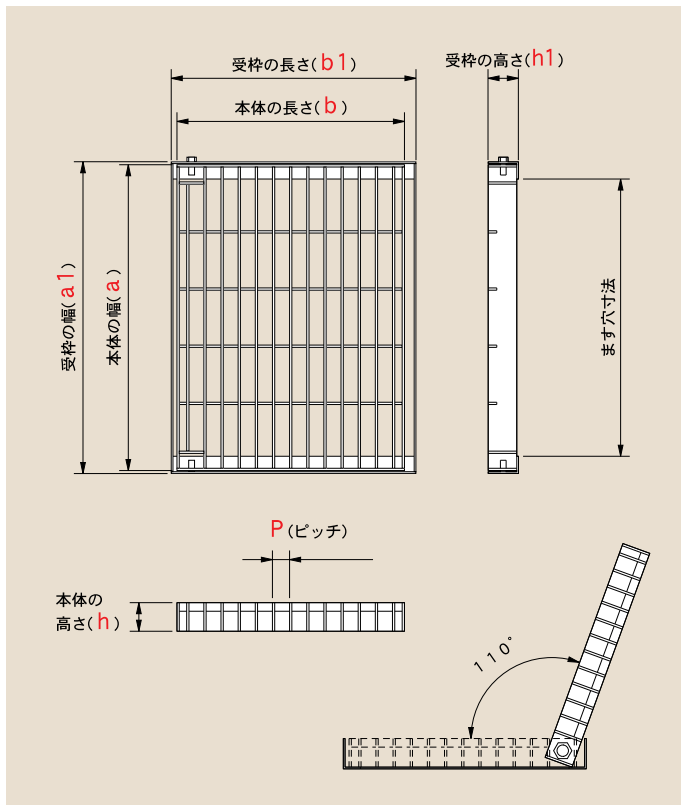 受枠の長さ(b1)
受枠の高さ(h1)
本体の長さ(b)
受枠の幅(a1)
本体の幅(a)
ます穴寸法
P(ピッチ)
本体の
高さ(h)
110°